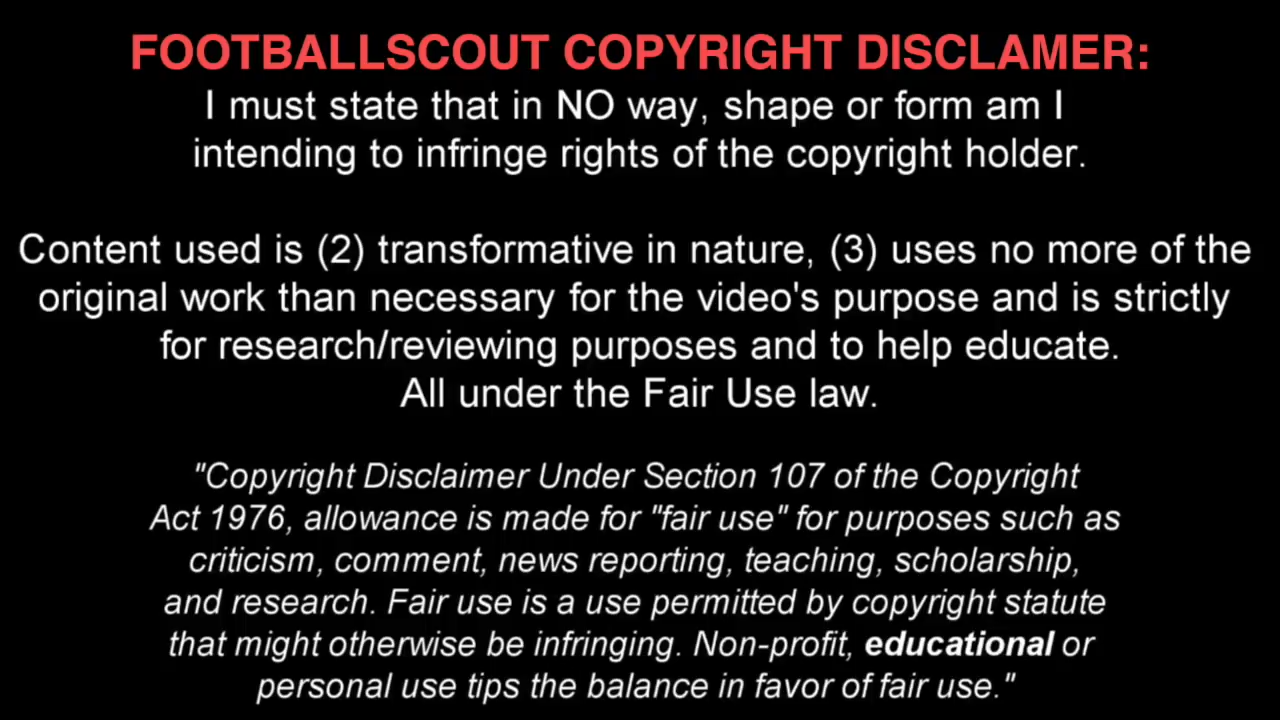 FOOTBALLSCOUT COPYRIGHT DISCLAMER:
I must state that in NO way, shape or form am I
intending to infringe rights of the copyright holder.
Content used is (2) transformative in nature, (3) uses no more of the
original work than necessary for the video's purpose and is strictly
for research/reviewing purposes and to help educate.
All under the Fair Use law.
"Copyright Disclaimer Under Section 107 of the Copyright
Act 1976, allowance is made for "fair use" for purposes such as
criticism, comment, news reporting, teaching, scholarship,
and research. Fair use is a use permitted by copyright statute
that might otherwise be infringing. Non-profit, educational or
personal use tips the balance in favor of fair use."